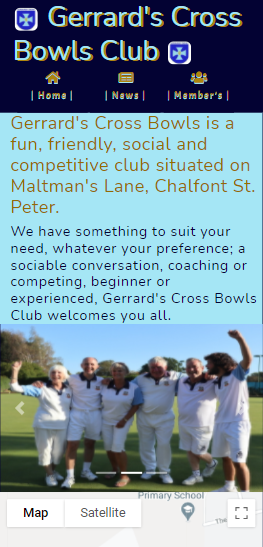 Gerrard's Cross
Bowls Club
| Home | | News | | Member's |
Gerrard's Cross Bowls is a
fun, friendly, social and
competitive club situated on
Maltman's Lane, Chalfont St.
Peter.
We have something to suit your
need, whatever your preference; a
sociable conversation, coaching or
competing, beginner or
experienced, Gerrard's Cross Bowls
Club welcomes you all.
Primary School
Map Satellite